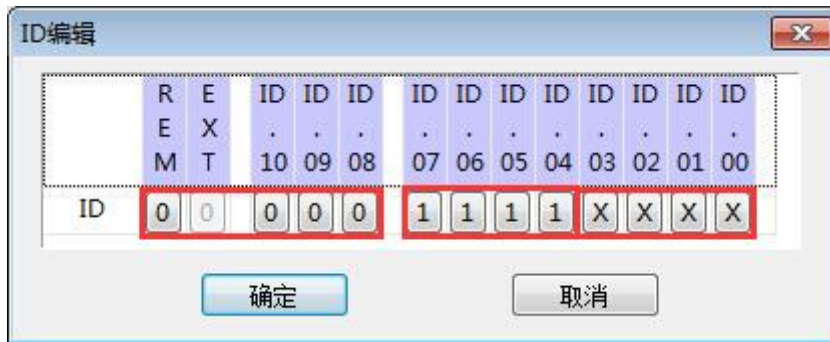 ID编辑
REM EXT ID.10 ID.09 ID.08 ID.07 ID.06 ID.05 ID.04 ID.03 ID.02 ID.01 ID.00
ID 0 0 0 0 0 1 1 1 1 X X X X
确定 取消